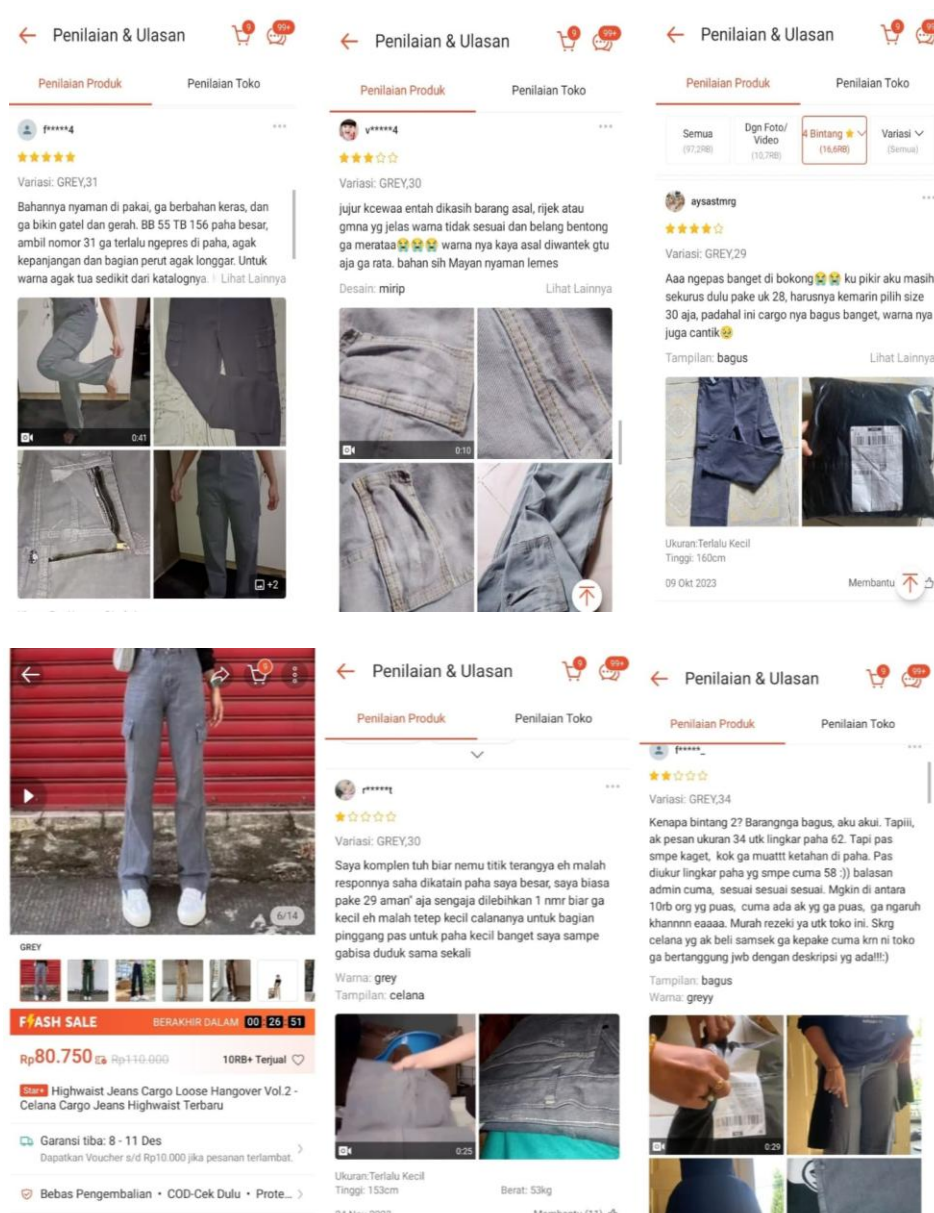 Penilaian & Ulasan
9
99+
Penilaian Produk
Penilaian Toko
f*****4
Variasi: GREY,31
Bahannya nyaman di pakai, ga berbahan keras, dan
ga bikin gatel dan gerah. BB 55 TB 156 paha besar,
ambil nomor 31 ga terlalu ngepres di paha, agak
kepanjangan dan bagian perut agak longgar. Untuk
warna agak tua sedikit dari katalognya. Lihat Lainnya
0:41
+2
Penilaian & Ulasan
9
99+
Penilaian Produk
Penilaian Toko
v*****4
Variasi: GREY,30
jujur kcewaa entah dikasih barang asal, rijek atau
gmna yg jelas warna tidak sesuai dan belang bentong
ga merataa😭😭😭 warna nya kaya asal diwantek gtu
aja ga rata. bahan sih Mayan nyaman lemes
Desain: mirip
Lihat Lainnya
0:10
Penilaian & Ulasan
9
Penilaian Produk
Penilaian Toko
Semua
(97,2RB)
Dgn Foto/
Video
(10,7RB)
4 Bintang
(16,6RB)
Variasi
(Semua)
aysastmrg
Variasi: GREY,29
Aaa ngepas banget di bokong😭😭 ku pikir aku masih
sekurus dulu pake uk 28, harusnya kemarin pilih size
30 aja, padahal ini cargo nya bagus banget, warna nya
juga cantik🥺
Tampilan: bagus
Lihat Lainnya
Ukuran:Terlalu Kecil
Tinggi: 160cm
09 Okt 2023
Membantu
9
6/14
GREY
FLASH SALE
BERAKHIR DALAM 00 26 51
Rp80.750 Rp110.000
10RB+ Terjual
Star+ Highwaist Jeans Cargo Loose Hangover Vol.2 -
Celana Cargo Jeans Highwaist Terbaru
Garansi tiba: 8 - 11 Des
Dapatkan Voucher s/d Rp10.000 jika pesanan terlambat.
Bebas Pengembalian • COD-Cek Dulu • Prote...
Penilaian & Ulasan
9
99+
Penilaian Produk
Penilaian Toko
r*****t
Variasi: GREY,30
Saya komplen tuh biar nemu titik terangya eh malah
responnya saha dikatain paha saya besar, saya biasa
pake 29 aman" aja sengaja dilebihkan 1 nmr biar ga
kecil eh malah tetep kecil calananya untuk bagian
pinggang pas untuk paha kecil banget saya sampe
gabisa duduk sama sekali
Warna: grey
Tampilan: celana
0:25
Ukuran:Terlalu Kecil
Tinggi: 153cm
Berat: 53kg
Membantu (11)
Penilaian & Ulasan
9
99+
Penilaian Produk
Penilaian Toko
f*****_
Variasi: GREY,34
Kenapa bintang 2? Barangnga bagus, aku akui. Tapiii,
ak pesan ukuran 34 utk lingkar paha 62. Tapi pas
smpe kaget, kok ga muattt ketahan di paha. Pas
diukur lingkar paha yg smpe cuma 58 :)) balasan
admin cuma, sesuai sesuai sesuai. Mgkin di antara
10rb org yg puas, cuma ada ak yg ga puas, ga ngaruh
khannnn eaaaa. Murah rezeki ya utk toko ini. Skrg
celana yg ak beli samsek ga kepake cuma krn ni toko
ga bertanggung jwb dengan deskripsi yg ada!!!:)
Tampilan: bagus
Warna: greyy
0:29